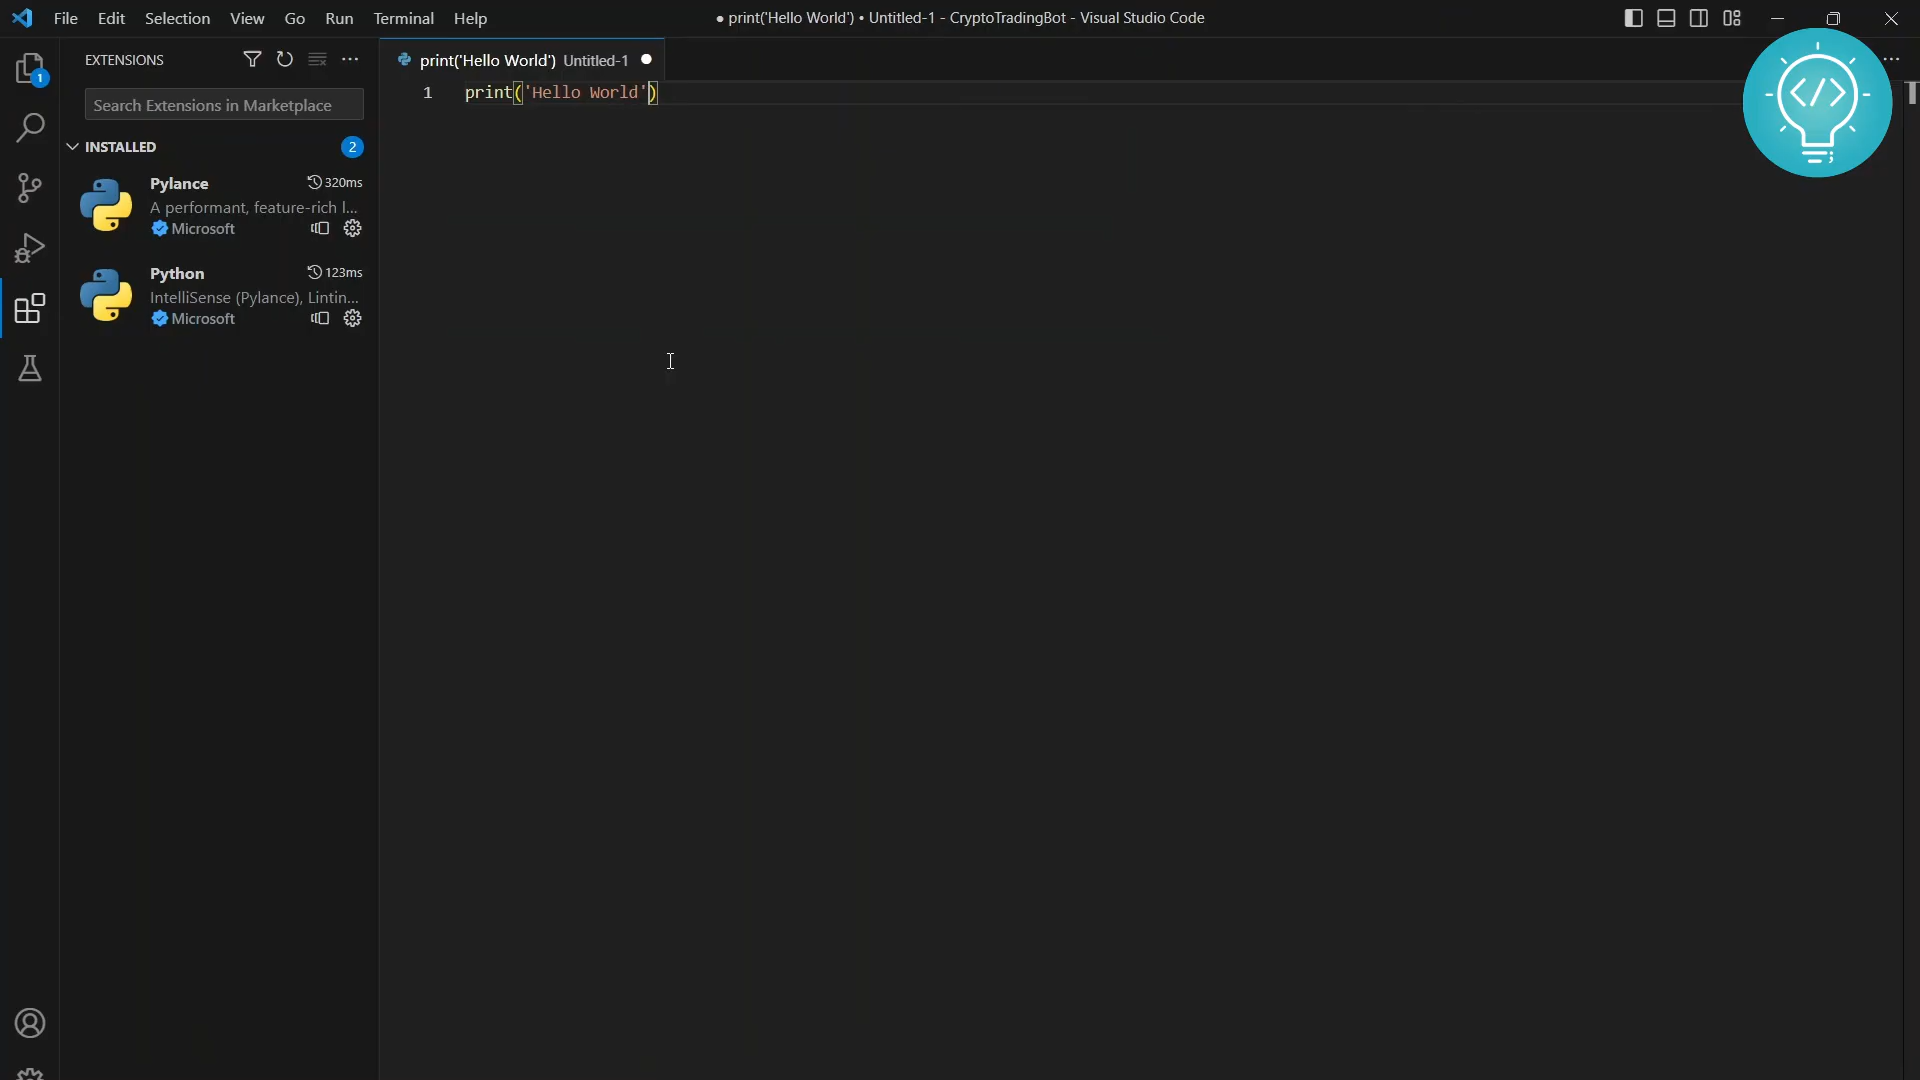 File Edit Selection View Go Run Terminal Help
● print('Hello World') • Untitled-1 - CryptoTradingBot - Visual Studio Code
EXTENSIONS
print('Hello World') Untitled-1
1
Search Extensions in Marketplace
1 print('Hello World')
INSTALLED 2
Pylance 320ms
A performant, feature-rich l...
Microsoft
Python 123ms
IntelliSense (Pylance), Lintin...
Microsoft